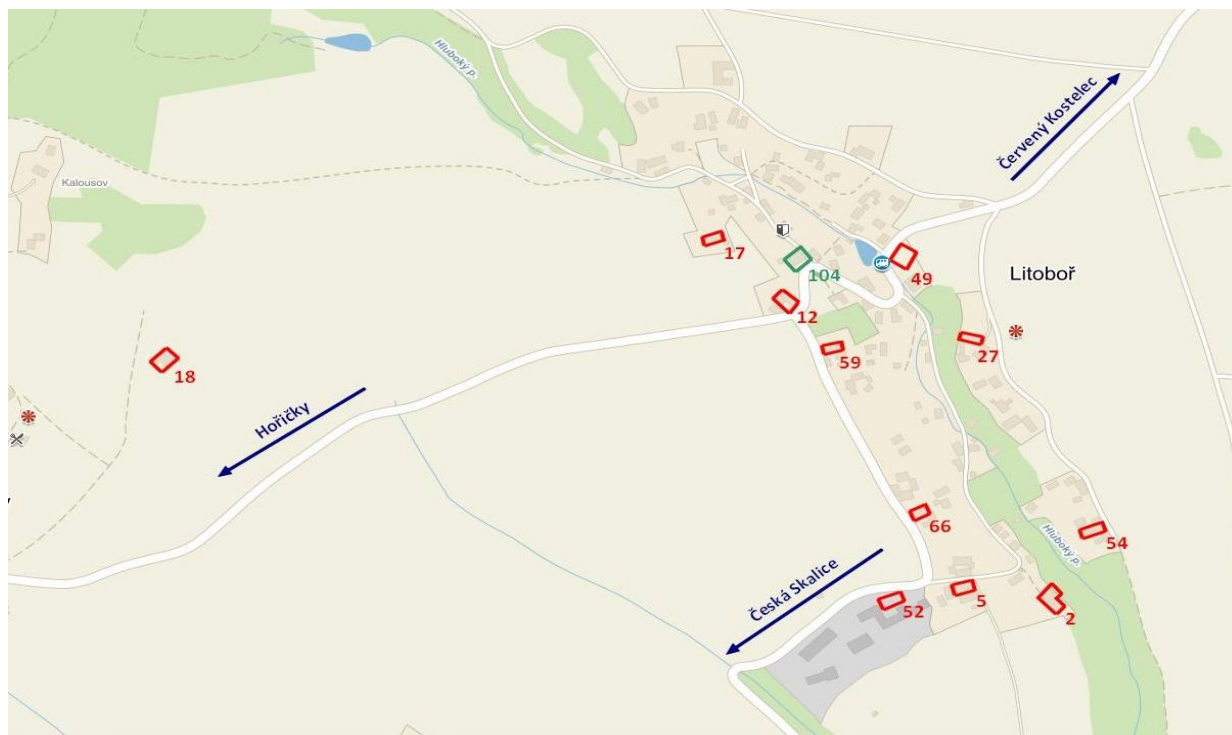 Hluboký p.
Červený Kostelec
Kalousov
17
104
49
Litoboř
12
27
59
18
Hořičky
66
54
Hluboký p.
Česká Skalice
52
5
2